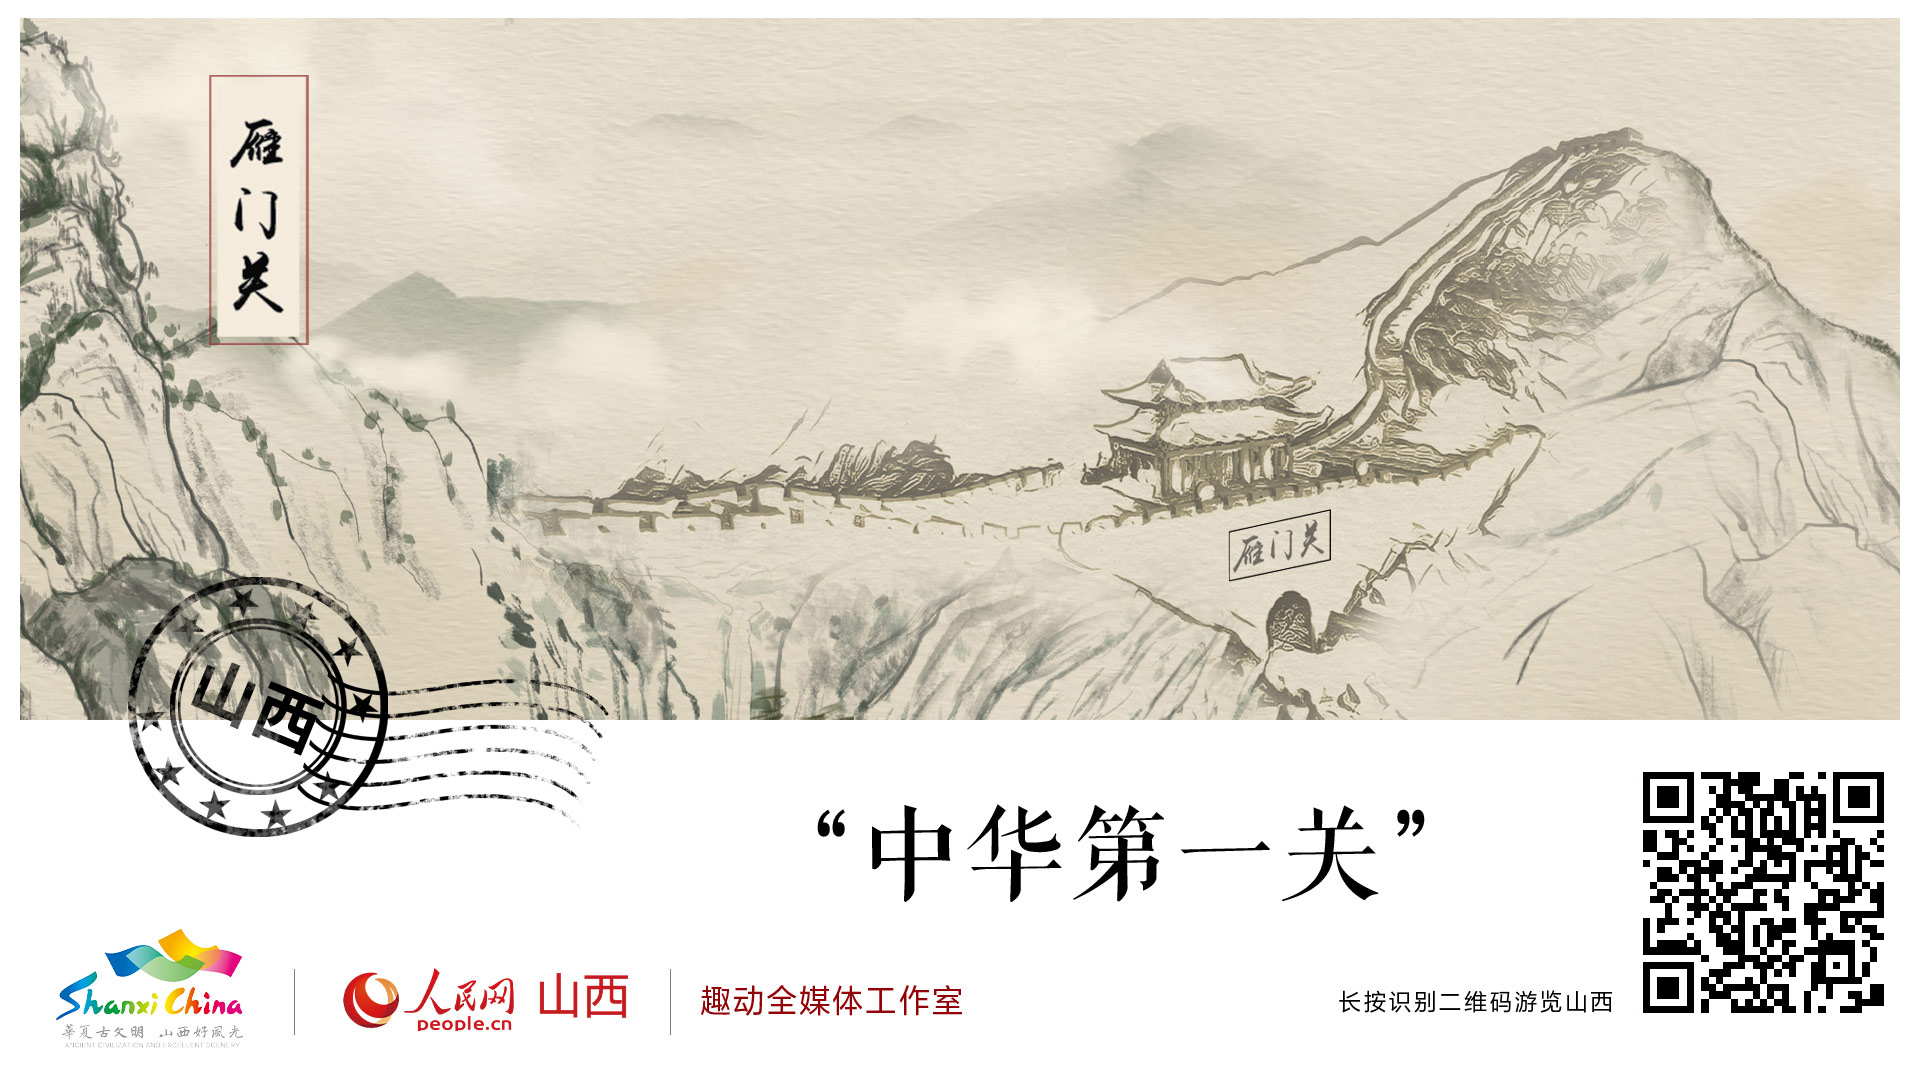 雁门关
雁门关
山西
“中华第一关”
Shanxi China
華夏古文明 山西好風光
ANCIENT CIVILIZATION AND EXCELLENT SCENERY
人民网 山西
people.cn
趣动全媒体工作室
长按识别二维码游览山西